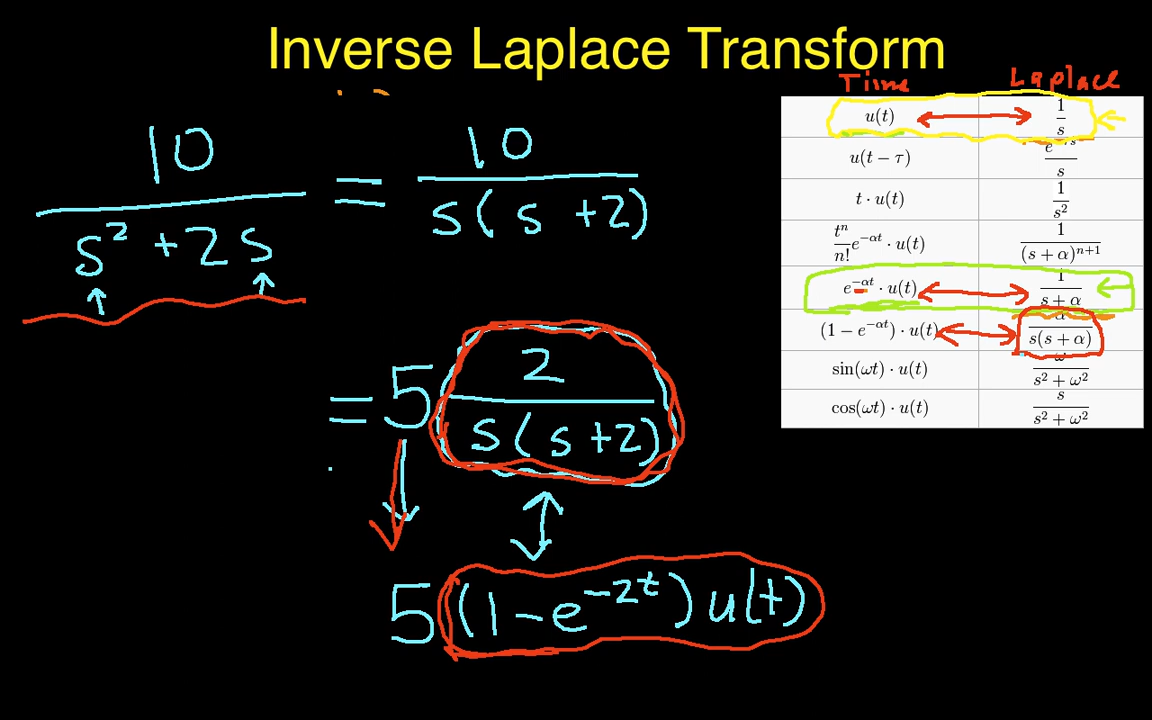 Inverse Laplace Transform
Time Laplace
u(t) 1/s
u(t − τ) e^{-τs}/s
t · u(t) 1/s²
tⁿ/n! e^{−αt} · u(t) 1/(s + α)^{n+1}
e^{−αt} · u(t) 1/(s + α)
(1 − e^{−αt}) · u(t) α/(s(s + α))
sin(ωt) · u(t) ω/(s² + ω²)
cos(ωt) · u(t) s/(s² + ω²)
10/(s² + 2s) = 10/(s(s + 2))
= 5 2/(s(s + 2))
5(1 − e^{−2t}) u(t)